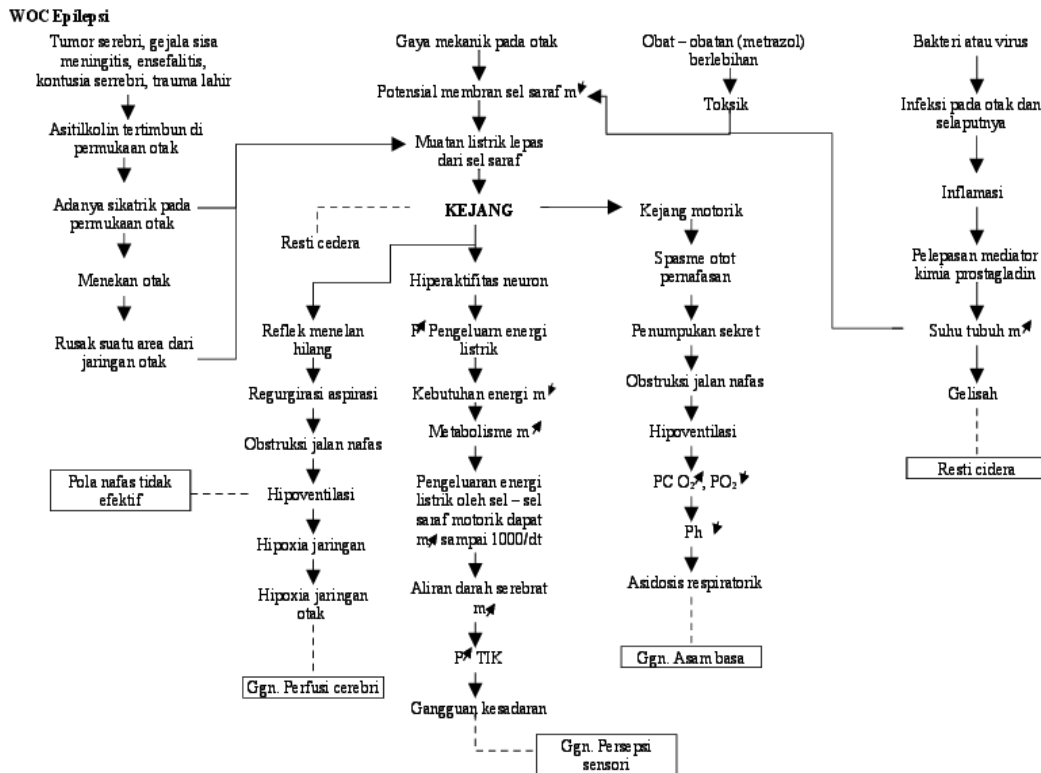 WOC Epilepsi
Tumor serebri, gejala sisa
meningitis, ensefalitis,
kontusia serrebri, trauma lahir
Asitilkolin tertimbun di
permukaan otak
Adanya sikatrik pada
permukaan otak
Menekan otak
Rusak suatu area dari
jaringan otak
Gaya mekanik pada otak
Potensial membran sel saraf m
Muatan listrik lepas
dari sel saraf
KEJANG
Resti cedera
Reflek menelan
hilang
Regurgirasi aspirasi
Obstruksi jalan nafas
Hipoventilasi
Pola nafas tidak
efektif
Hipoxia jaringan
Hipoxia jaringan
otak
Ggn. Perfusi cerebri
Hiperaktifitas neuron
P Pengeluarn energi
listrik
Kebutuhan energi m
Metabolisme m
Pengeluaran energi
listrik oleh sel – sel
saraf motorik dapat
m sampai 1000/dt
Aliran darah serebrat
m
P TIK
Gangguan kesadaran
Ggn. Persepsi
sensori
Obat – obatan (metrazol)
berlebihan
Toksik
Kejang motorik
Spasme otot
pernafasan
Penumpukan sekret
Obstruksi jalan nafas
Hipoventilasi
PC O₂ , PO₂
Ph
Asidosis respiratorik
Ggn. Asam basa
Bakteri atau virus
Infeksi pada otak dan
selaputnya
Inflamasi
Pelepasan mediator
kimia prostagladin
Suhu tubuh m
Gelisah
Resti cidera